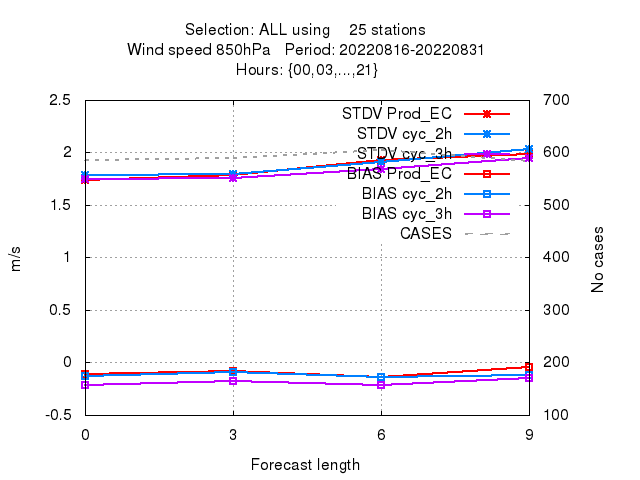 Selection: ALL using 25 stations
Wind speed 850hPa Period: 20220816-20220831
Hours: {00,03,...,21}
2.5
2
1.5
1
0.5
0
-0.5
700
600
500
400
300
200
100
STDV Prod_EC
STDV cyc_2h
STDV cyc_3h
BIAS Prod_EC
BIAS cyc_2h
BIAS cyc_3h
CASES
m/s
No cases
0 3 6 9
Forecast length